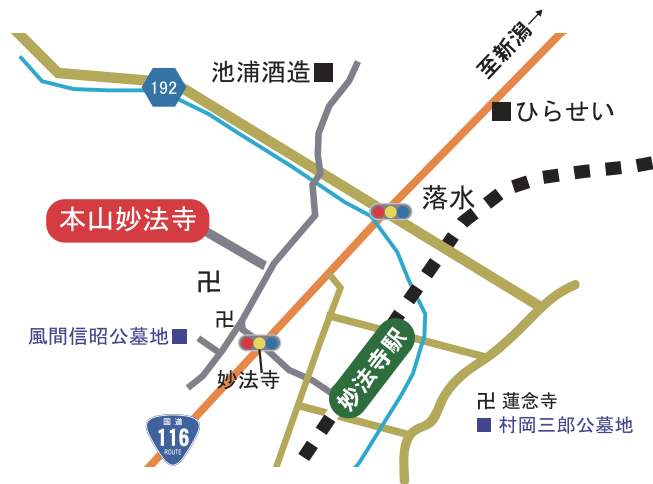 至新潟
池浦酒造
192
ひらせい
落水
本山妙法寺
卍
卍
風間信昭公墓地
妙法寺
妙法寺駅
卍 蓮念寺
村岡三郎公墓地
国道
116
ROUTE